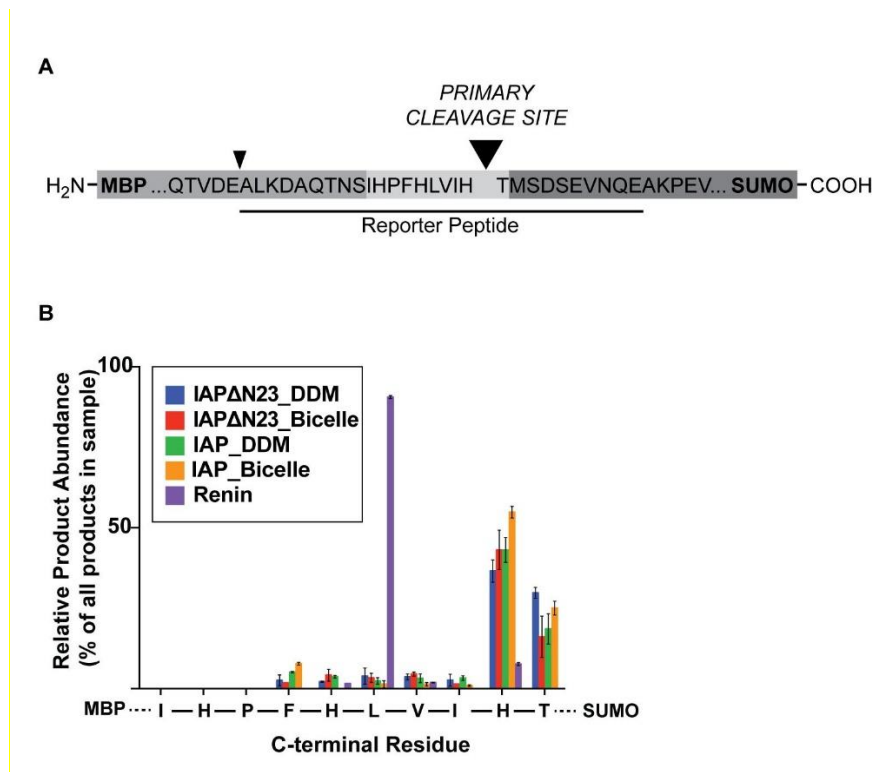 A
PRIMARY
CLEAVAGE SITE
H₂N-MBP ...QTVDEALKDAQTNSIHPFHLVIH TMSDSEVNQEAKPEV... SUMO-COOH
Reporter Peptide
B
Relative Product Abundance
(% of all products in sample)
100
50
IAPΔN23_DDM
IAPΔN23_Bicelle
IAP_DDM
IAP_Bicelle
Renin
MBP ···· I — H — P — F — H — L — V — I — H — T ···· SUMO
C-terminal Residue